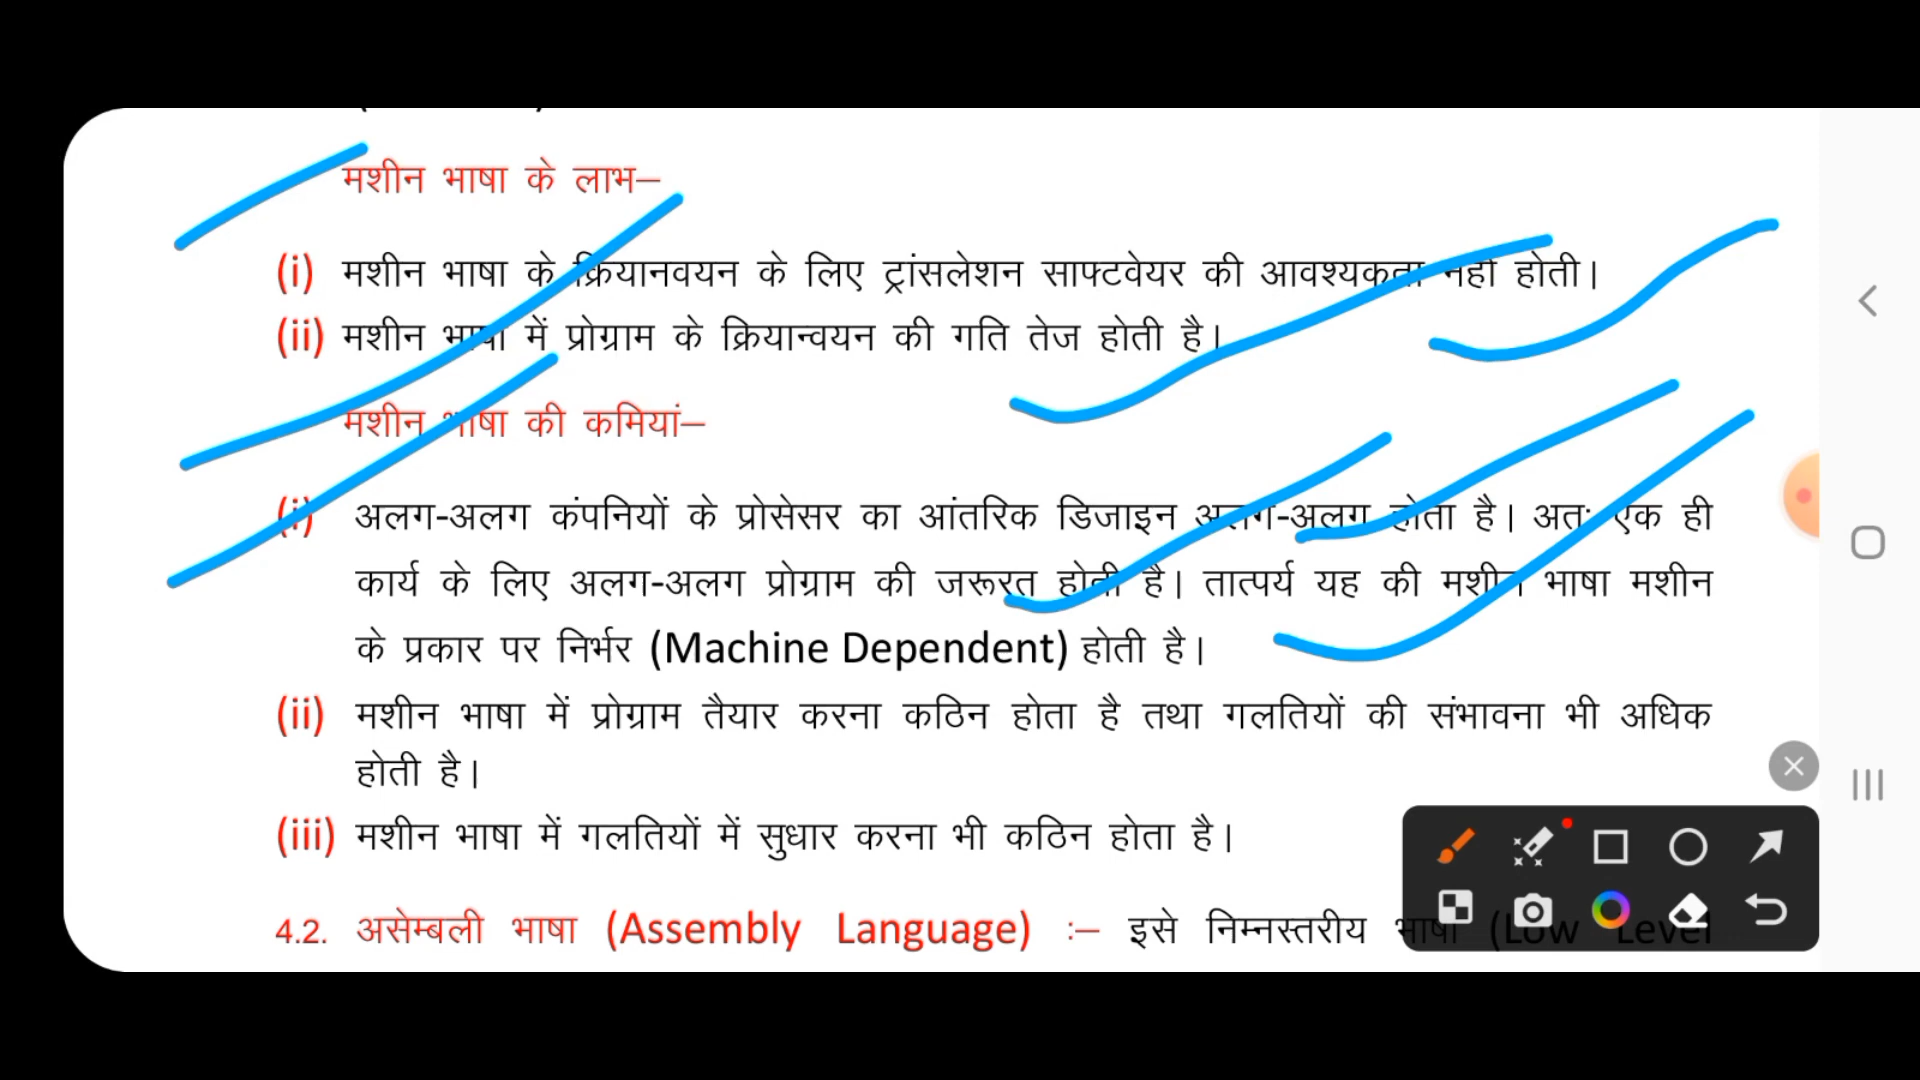 मशीन भाषा के लाभ–
(i) मशीन भाषा के क्रियानवयन के लिए ट्रांसलेशन साफ्टवेयर की आवश्यकता नही होती।
(ii) मशीन भाषा में प्रोग्राम के क्रियान्वयन की गति तेज होती है।
मशीन भाषा की कमियां–
(i) अलग-अलग कंपनियों के प्रोसेसर का आंतरिक डिजाइन अलग-अलग होता है। अतः एक ही
कार्य के लिए अलग-अलग प्रोग्राम की जरूरत होती है। तात्पर्य यह की मशीन भाषा मशीन
के प्रकार पर निर्भर (Machine Dependent) होती है।
(ii) मशीन भाषा में प्रोग्राम तैयार करना कठिन होता है तथा गलतियों की संभावना भी अधिक
होती है।
(iii) मशीन भाषा में गलतियों में सुधार करना भी कठिन होता है।
4.2. असेम्बली भाषा (Assembly Language) :– इसे निम्नस्तरीय भाषा (Low Level